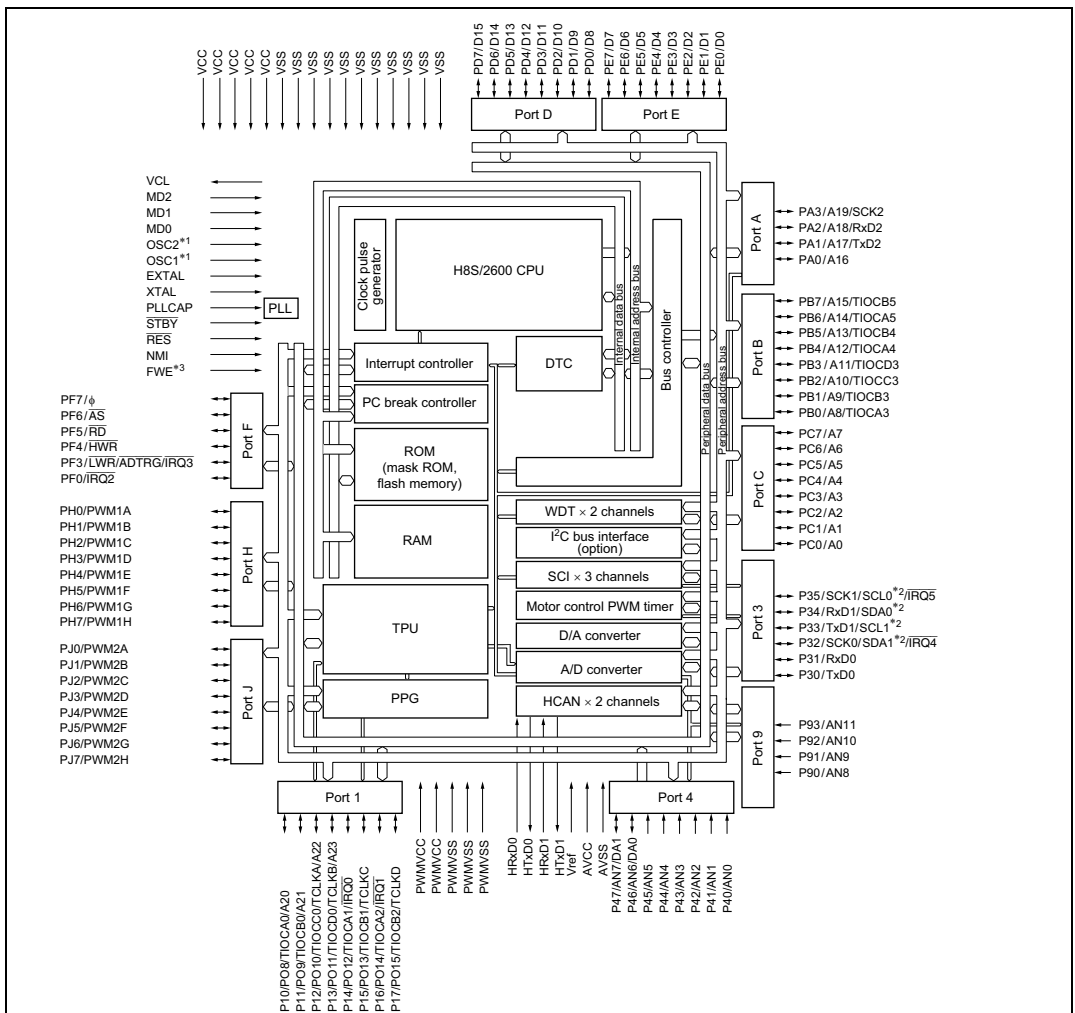 VCC
VCC
VCC
VCC
VCC
VSS
VSS
VSS
VSS
VSS
VSS
VSS
VSS
VSS
VSS
VSS
PD7/D15
PD6/D14
PD5/D13
PD4/D12
PD3/D11
PD2/D10
PD1/D9
PD0/D8
PE7/D7
PE6/D6
PE5/D5
PE4/D4
PE3/D3
PE2/D2
PE1/D1
PE0/D0
Port D
Port E
VCL
MD2
MD1
MD0
OSC2*1
OSC1*1
EXTAL
XTAL
PLLCAP
STBY
RES
NMI
FWE*3
PLL
Clock pulse
generator
H8S/2600 CPU
Internal data bus
Internal address bus
Bus controller
Peripheral data bus
Peripheral address bus
Interrupt controller
PC break controller
DTC
ROM
(mask ROM,
flash memory)
RAM
TPU
PPG
WDT × 2 channels
I2C bus interface
(option)
SCI × 3 channels
Motor control PWM timer
D/A converter
A/D converter
HCAN × 2 channels
Port A
PA3/A19/SCK2
PA2/A18/RxD2
PA1/A17/TxD2
PA0/A16
Port B
PB7/A15/TIOCB5
PB6/A14/TIOCA5
PB5/A13/TIOCB4
PB4/A12/TIOCA4
PB3/A11/TIOCD3
PB2/A10/TIOCC3
PB1/A9/TIOCB3
PB0/A8/TIOCA3
Port C
PC7/A7
PC6/A6
PC5/A5
PC4/A4
PC3/A3
PC2/A2
PC1/A1
PC0/A0
Port 3
P35/SCK1/SCL0*2/IRQ5
P34/RxD1/SDA0*2
P33/TxD1/SCL1*2
P32/SCK0/SDA1*2/IRQ4
P31/RxD0
P30/TxD0
Port 9
P93/AN11
P92/AN10
P91/AN9
P90/AN8
PF7/ϕ
PF6/AS
PF5/RD
PF4/HWR
PF3/LWR/ADTRG/IRQ3
PF0/IRQ2
Port F
PH0/PWM1A
PH1/PWM1B
PH2/PWM1C
PH3/PWM1D
PH4/PWM1E
PH5/PWM1F
PH6/PWM1G
PH7/PWM1H
Port H
PJ0/PWM2A
PJ1/PWM2B
PJ2/PWM2C
PJ3/PWM2D
PJ4/PWM2E
PJ5/PWM2F
PJ6/PWM2G
PJ7/PWM2H
Port J
Port 1
Port 4
P10/PO8/TIOCA0/A20
P11/PO9/TIOCB0/A21
P12/PO10/TIOCC0/TCLKA/A22
P13/PO11/TIOCD0/TCLKB/A23
P14/PO12/TIOCA1/IRQ0
P15/PO13/TIOCB1/TCLKC
P16/PO14/TIOCA2/IRQ1
P17/PO15/TIOCB2/TCLKD
PWMVCC
PWMVCC
PWMVSS
PWMVSS
PWMVSS
HRxD0
HTxD0
HRxD1
HTxD1
Vref
AVCC
AVSS
P47/AN7/DA1
P46/AN6/DA0
P45/AN5
P44/AN4
P43/AN3
P42/AN2
P41/AN1
P40/AN0